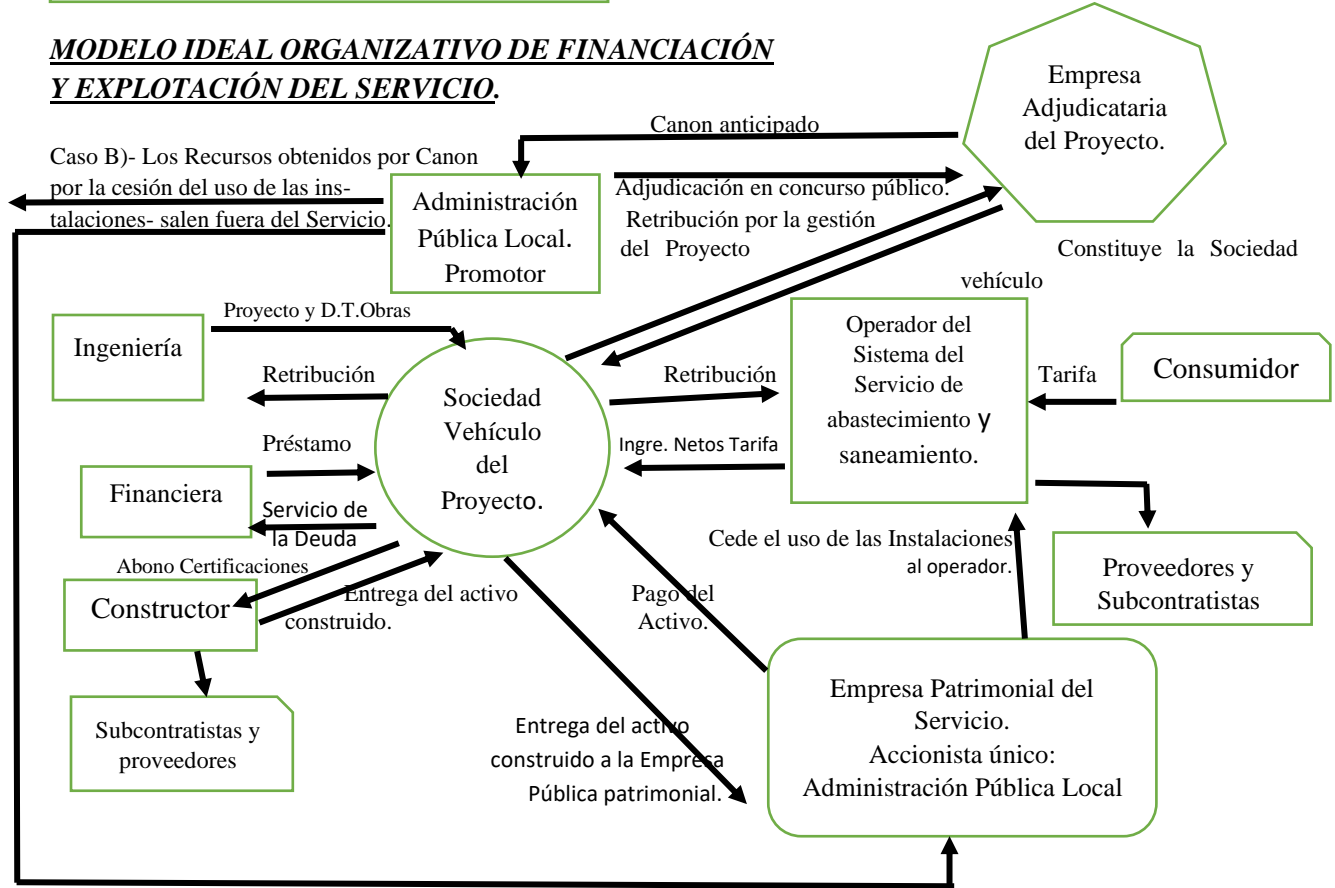 MODELO IDEAL ORGANIZATIVO DE FINANCIACIÓN
Y EXPLOTACIÓN DEL SERVICIO.
Empresa
Adjudicataria
del Proyecto.
Canon anticipado
Caso B)- Los Recursos obtenidos por Canon
por la cesión del uso de las ins-
talaciones- salen fuera del Servicio.
Administración
Pública Local.
Promotor
Adjudicación en concurso público.
Retribución por la gestión
del Proyecto
Constituye la Sociedad
vehículo
Proyecto y D.T.Obras
Ingeniería
Retribución
Sociedad
Vehículo
del
Proyecto.
Retribución
Operador del
Sistema del
Servicio de
abastecimiento y
saneamiento.
Tarifa
Consumidor
Préstamo
Ingre. Netos Tarifa
Financiera
Servicio de
la Deuda
Cede el uso de las Instalaciones
al operador.
Proveedores y
Subcontratistas
Abono Certificaciones
Constructor
Entrega del activo
construido.
Pago del
Activo.
Subcontratistas y
proveedores
Entrega del activo
construido a la Empresa
Pública patrimonial.
Empresa Patrimonial del
Servicio.
Accionista único:
Administración Pública Local